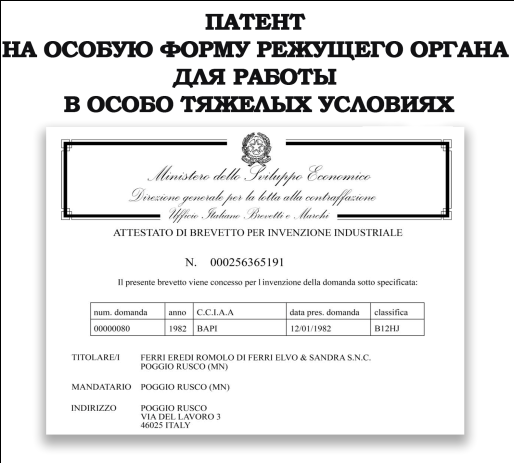 ПАТЕНТ
НА ОСОБУЮ ФОРМУ РЕЖУЩЕГО ОРГАНА
ДЛЯ РАБОТЫ
В ОСОБО ТЯЖЕЛЫХ УСЛОВИЯХ
Ministero dello Sviluppo Economico
Direzione generale per la lotta alla contraffazione
Ufficio Italiano Brevetti e Marchi
ATTESTATO DI BREVETTO PER INVENZIONE INDUSTRIALE
N. 000256365191
Il presente brevetto viene concesso per l invenzione della domanda sotto specificata:
num. domanda anno C.C.I.A.A data pres. domanda classifica
00000080 1982 BAPI 12/01/1982 B12HJ
TITOLARE/I FERRI EREDI ROMOLO DI FERRI ELVO & SANDRA S.N.C.
POGGIO RUSCO (MN)
MANDATARIO POGGIO RUSCO (MN)
INDIRIZZO POGGIO RUSCO
VIA DEL LAVORO 3
46025 ITALY